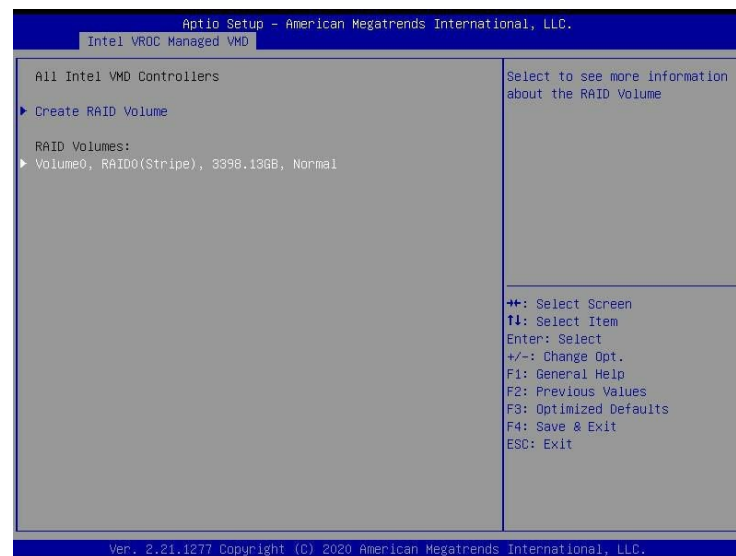 Aptio Setup - American Megatrends International, LLC.
Intel VROC Managed VMD
All Intel VMD Controllers
Create RAID Volume
RAID Volumes:
Volume0, RAID0(Stripe), 3398.13GB, Normal
Select to see more information
about the RAID Volume
→←: Select Screen
↑↓: Select Item
Enter: Select
+/-: Change Opt.
F1: General Help
F2: Previous Values
F3: Optimized Defaults
F4: Save & Exit
ESC: Exit
Ver. 2.21.1277 Copyright (C) 2020 American Megatrends International, LLC.